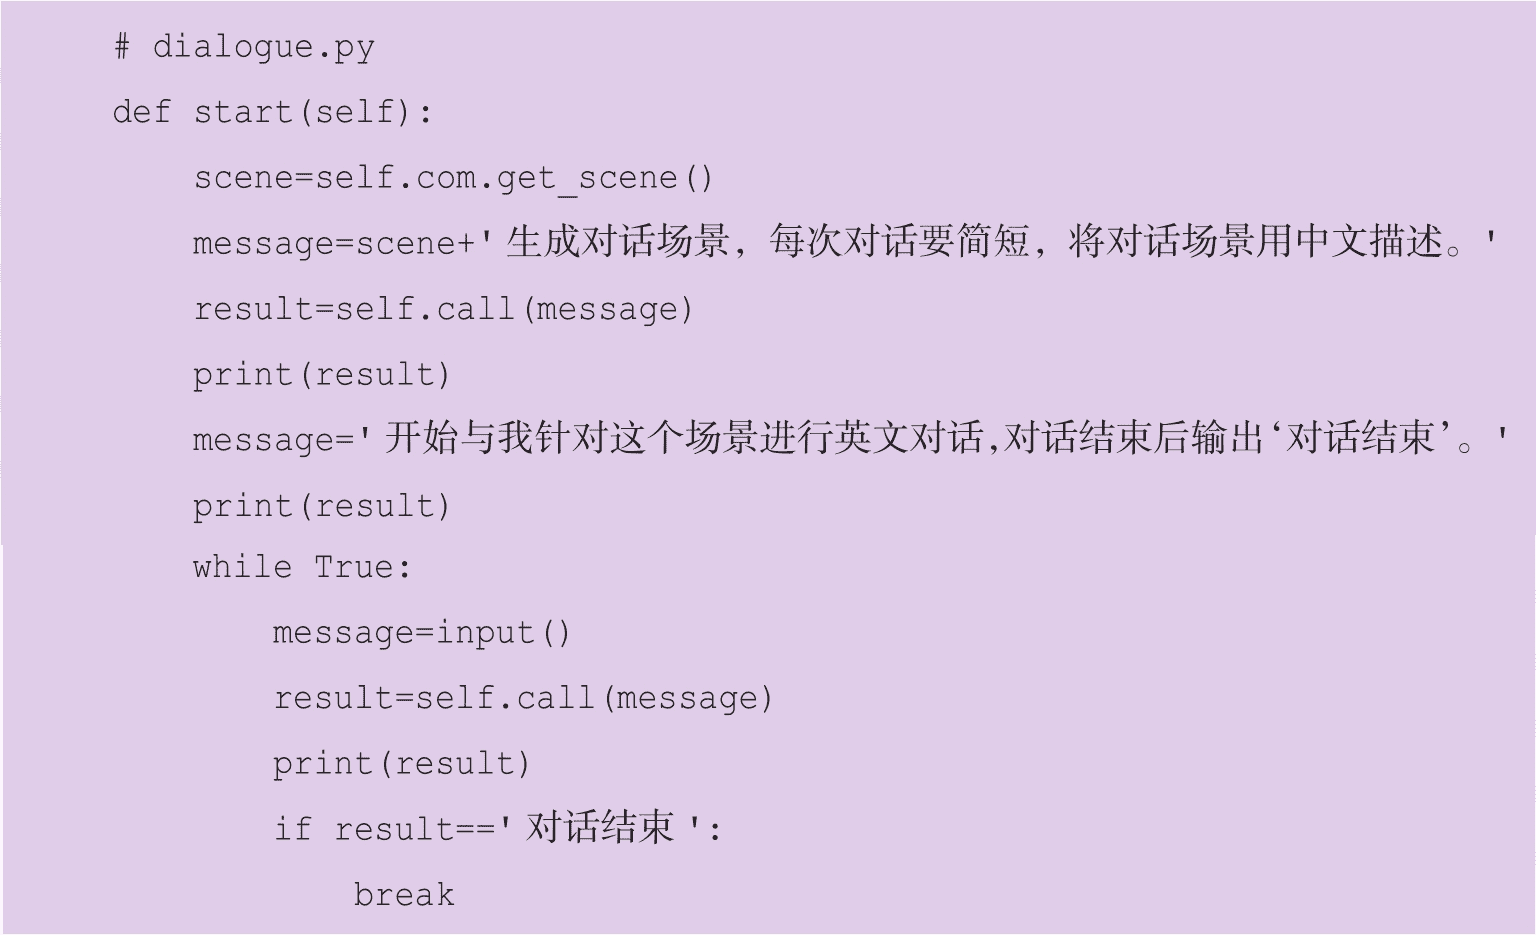 # dialogue.py
def start(self):
scene=self.com.get_scene()
message=scene+'生成对话场景，每次对话要简短，将对话场景用中文描述。'
result=self.call(message)
print(result)
message='开始与我针对这个场景进行英文对话,对话结束后输出‘对话结束’。'
print(result)
while True:
message=input()
result=self.call(message)
print(result)
if result=='对话结束':
break